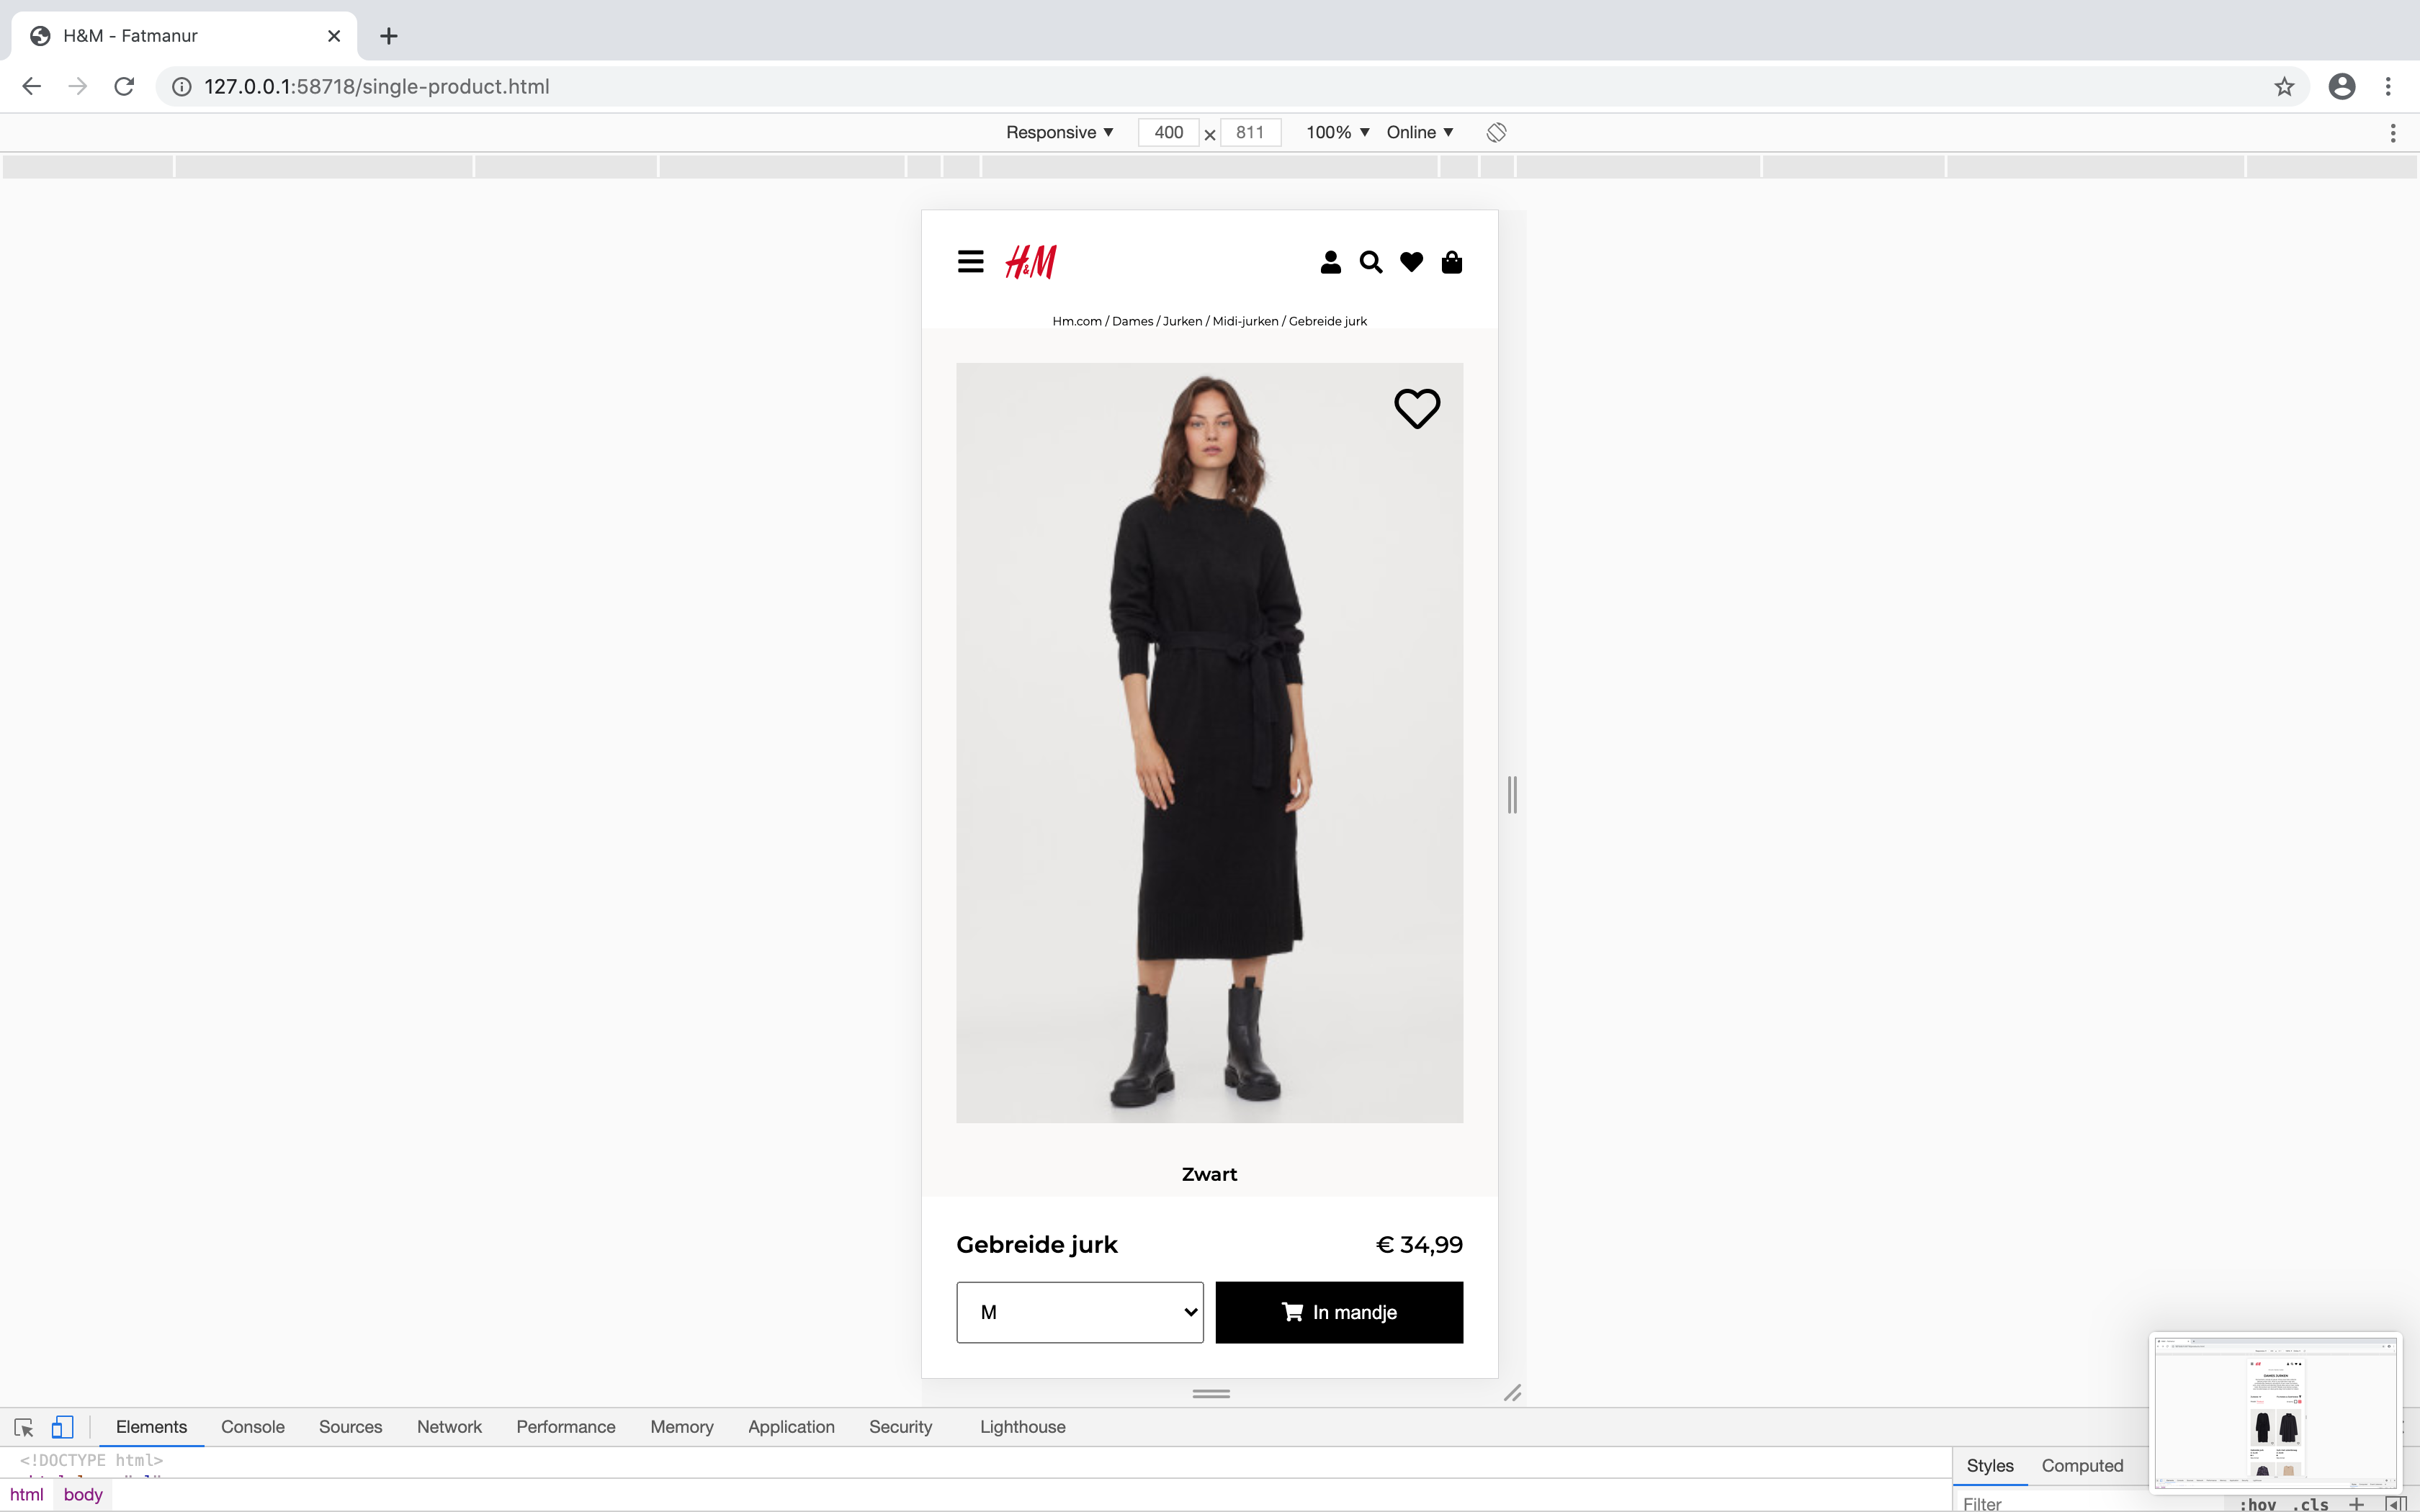 H&M - Fatmanur
127.0.0.1:58718/single-product.html
Responsive ▼ 400 × 811 100% ▼ Online ▼
H&M
Hm.com / Dames / Jurken / Midi-jurken / Gebreide jurk
Zwart
Gebreide jurk € 34,99
M In mandje
Elements Console Sources Network Performance Memory Application Security Lighthouse
<!DOCTYPE html>
html body
Styles Computed
Filter :hov .cls